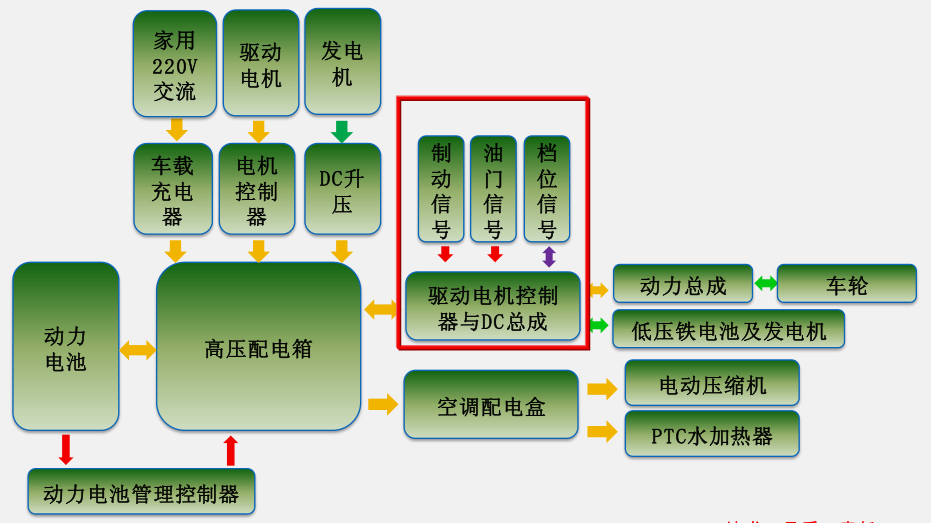 家用
220V
交流
驱动
电机
发电
机
车载
充电
器
电机
控制
器
DC升
压
制
动
信
号
油
门
信
号
档
位
信
号
动力
电池
高压配电箱
驱动电机控制
器与DC总成
动力总成
车轮
低压铁电池及发电机
空调配电盒
电动压缩机
PTC水加热器
动力电池管理控制器